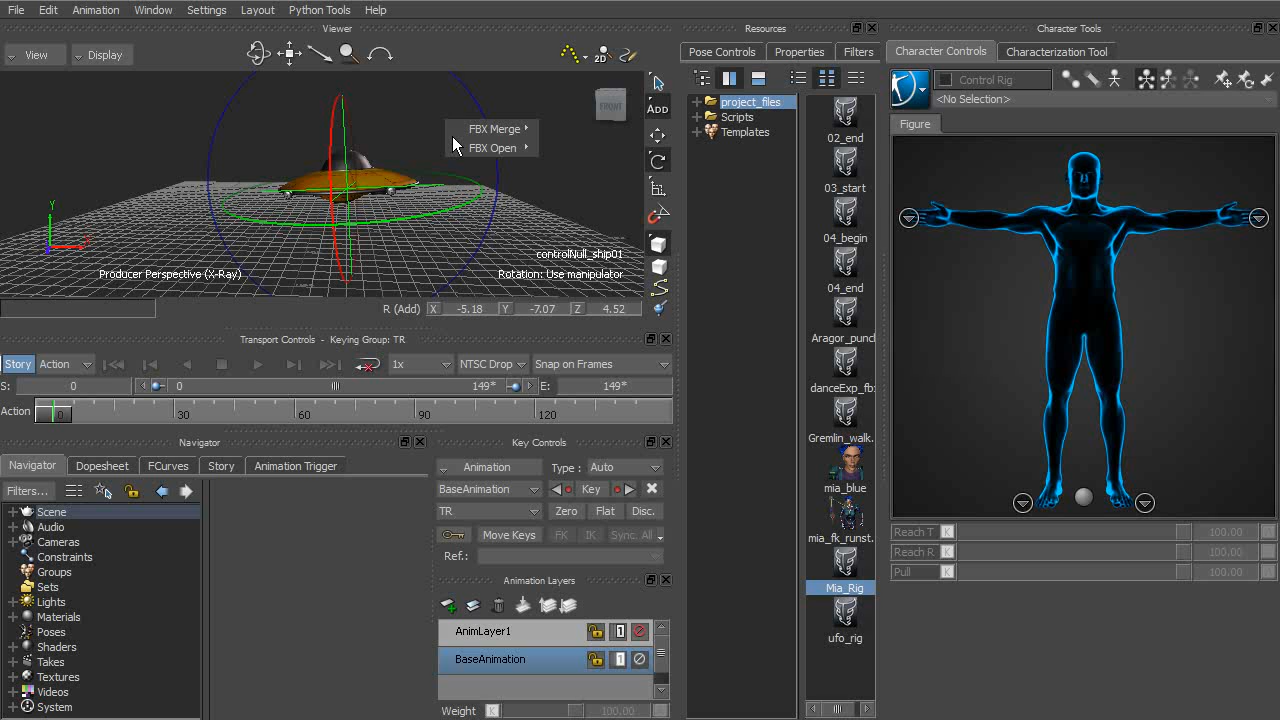 File Edit Animation Window Settings Layout Python Tools Help
Viewer
View Display
2D
FRONT
FBX Merge
FBX Open
Y
controlNull_ship01
Producer Perspective (X-Ray)
Rotation: Use manipulator
R (Add) X -5.18 Y -7.07 Z 4.52
ADD
Transport Controls - Keying Group: TR
Story Action 1x NTSC Drop Snap on Frames
S: 0 0 149* E: 149*
Action 0 30 60 90 120
Navigator
Navigator Dopesheet FCurves Story Animation Trigger
Filters...
Scene
Audio
Cameras
Constraints
Groups
Sets
Lights
Materials
Poses
Shaders
Takes
Textures
Videos
System
Key Controls
Animation Type : Auto
BaseAnimation Key
TR Zero Flat Disc.
Move Keys FK IK Sync. All
Ref.:
Animation Layers
AnimLayer1 1
BaseAnimation 1
Weight K 100.00
Resources
Pose Controls Properties Filters
project_files
Scripts
Templates
02_end
03_start
04_begin
04_end
Aragor_punch
danceExp_fb:
Gremlin_walk.
mia_blue
mia_fk_runst.
Mia_Rig
ufo_rig
Character Tools
Character Controls Characterization Tool
Control Rig
<No Selection>
Figure
Reach T K 100.00
Reach R K 100.00
Pull K 100.00